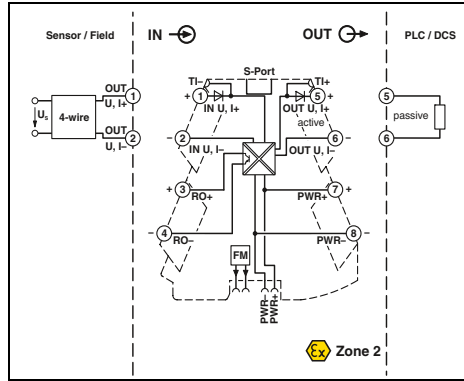 Sensor / Field
IN
OUT
PLC / DCS
S-Port
TI–
TI+
OUT
U, I+
1
+
1
IN U, I+
5
+
OUT U, I+
active
5
Us
4-wire
passive
OUT
U, I–
2
–
2
IN U, I–
6
–
OUT U, I–
6
+
3
RO+
7
+
PWR+
–
4
RO–
8
–
PWR–
FM
PWR–
PWR+
Ex
Zone 2